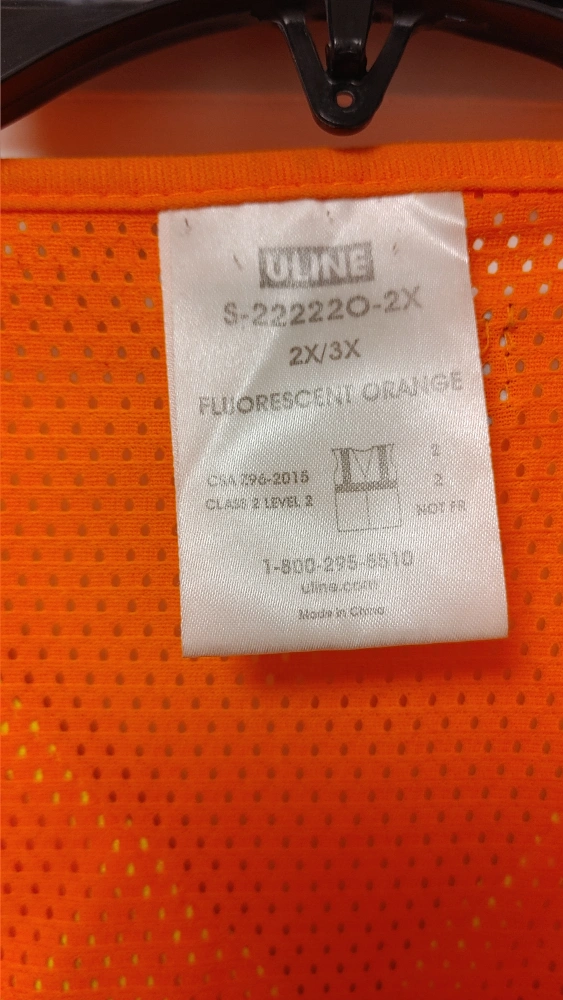 ULINE
S-22222O-2X
2X/3X
FLUORESCENT ORANGE
CSA Z96-2015
CLASS 2 LEVEL 2
2
2
NOT FR
1-800-295-5510
uline.com
Made in China